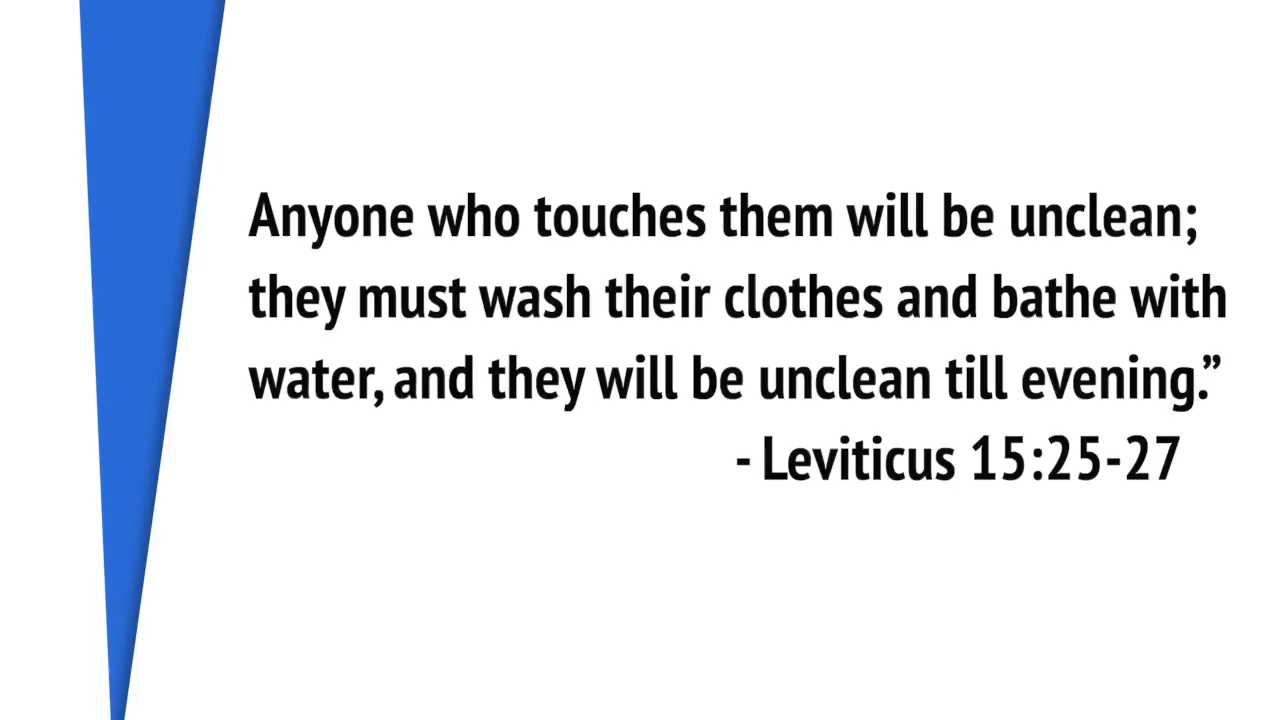 Anyone who touches them will be unclean;
they must wash their clothes and bathe with
water, and they will be unclean till evening.”
- Leviticus 15:25-27